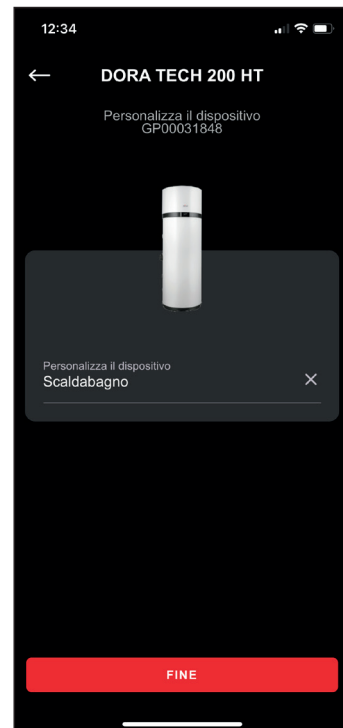 12:34
DORA TECH 200 HT
Personalizza il dispositivo
GP00031848
Personalizza il dispositivo
Scaldabagno
FINE